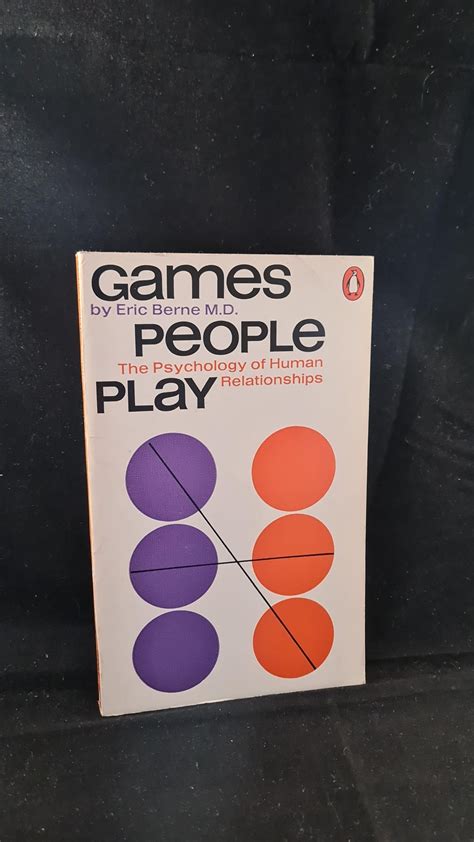 Games
by Eric Berne M.D.
PEOPLE
The Psychology of Human
PLAY Relationships